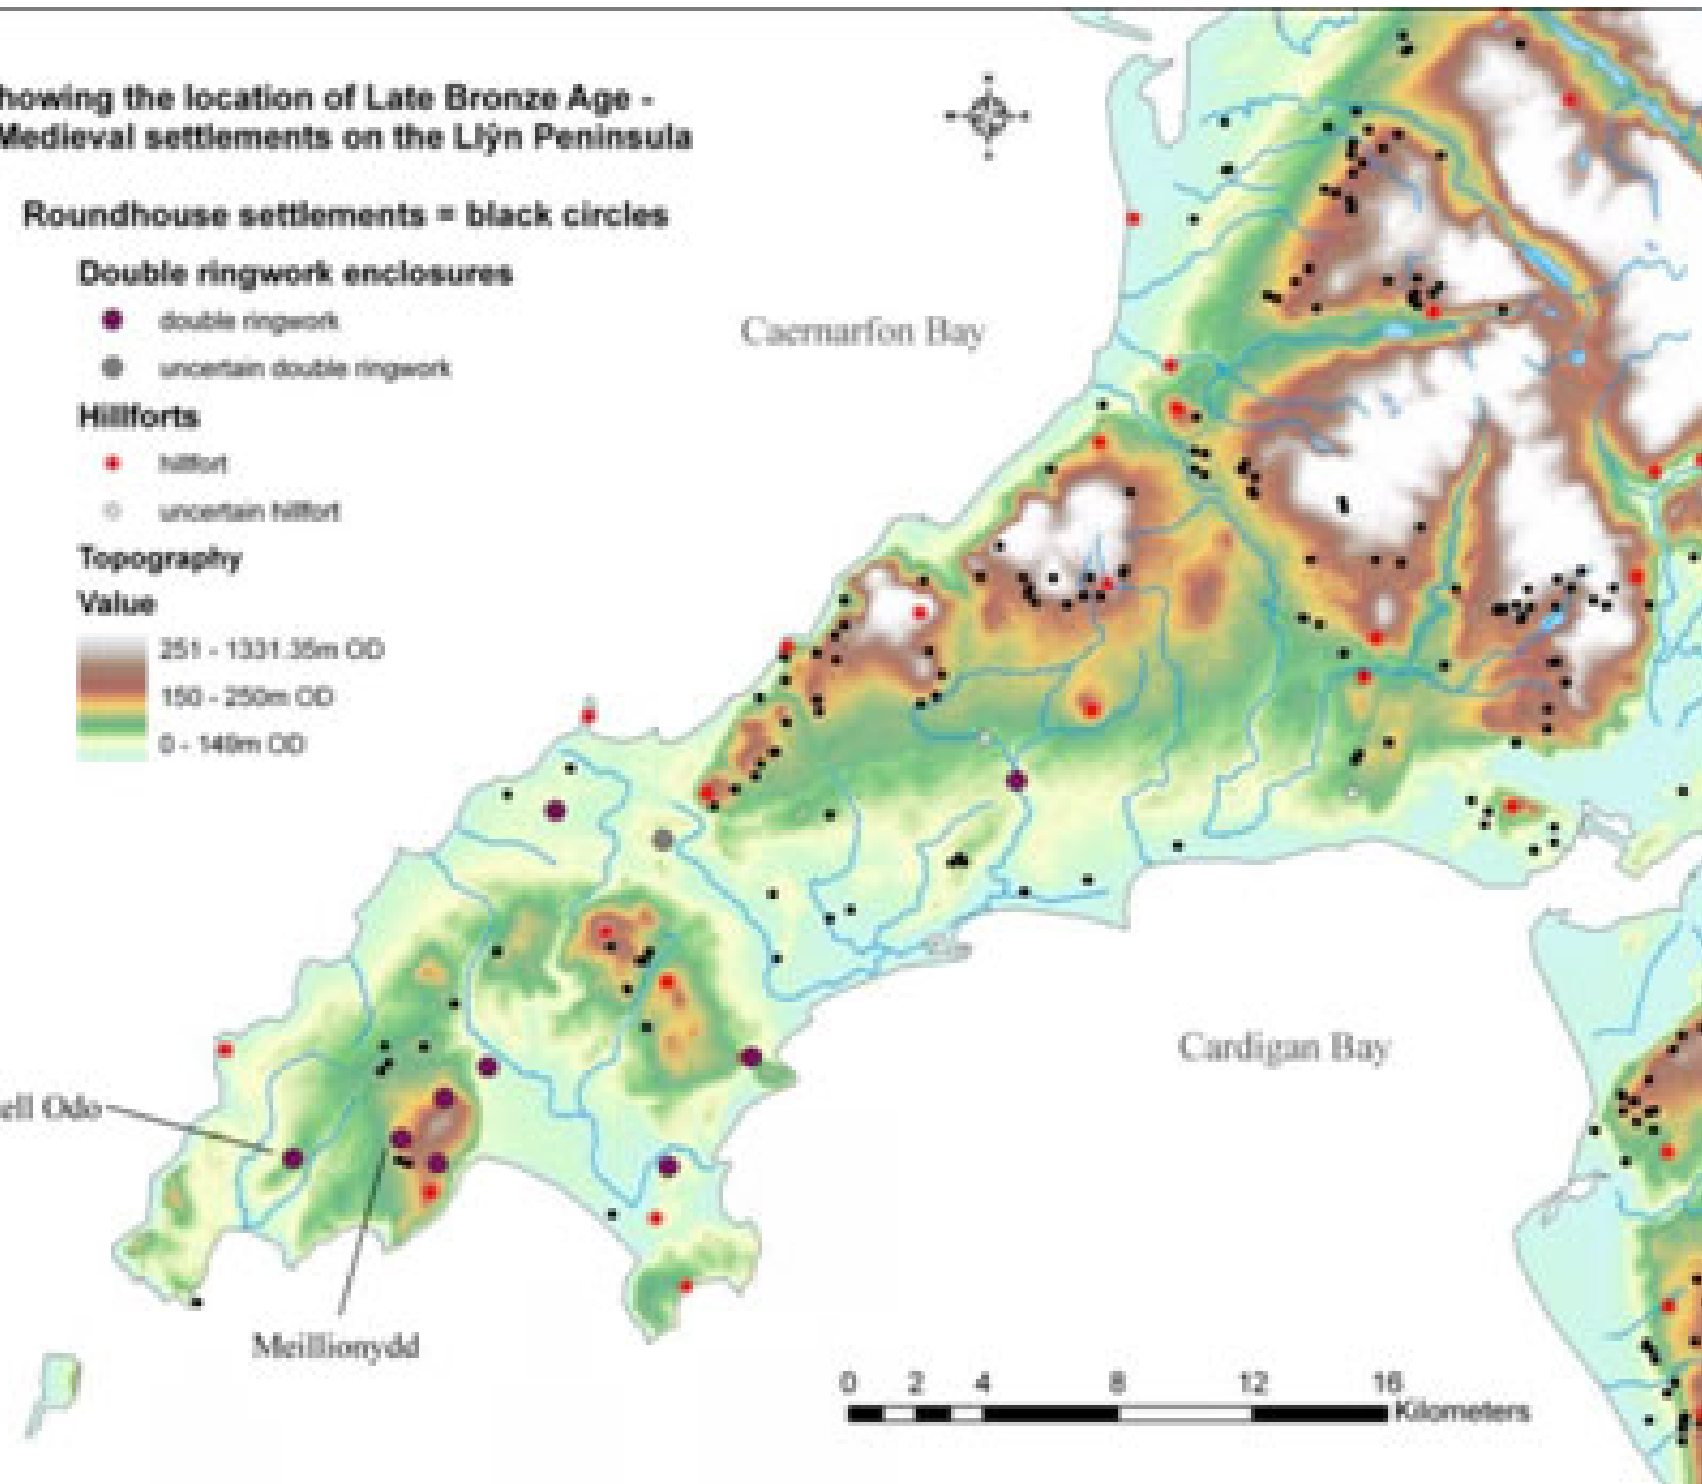 howing the location of Late Bronze Age -
Medieval settlements on the Llŷn Peninsula
Roundhouse settlements = black circles
Double ringwork enclosures
double ringwork
uncertain double ringwork
Hillforts
hillfort
uncertain hillfort
Topography
Value
251 - 1331.35m OD
150 - 250m OD
0 - 149m OD
Caernarfon Bay
Cardigan Bay
ell Odo
Meillionydd
0 2 4 8 12 16
Kilometers